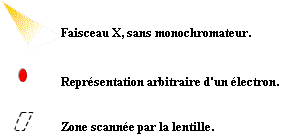 Faisceau X, sans monochromateur.
Représentation arbitraire d'un électron.
Zone scannée par la lentille.